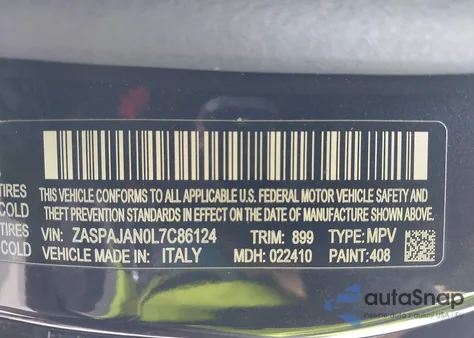 TIRES
COLD
THIS VEHICLE CONFORMS TO ALL APPLICABLE U.S. FEDERAL MOTOR VEHICLE SAFETY AND
THEFT PREVENTION STANDARDS IN EFFECT ON THE DATE OF MANUFACTURE SHOWN ABOVE.
VIN: ZASPAJAN0L7C86124 TRIM: 899 TYPE: MPV
VEHICLE MADE IN: ITALY MDH: 022410 PAINT: 408
TIRES
COLD
autoSnap